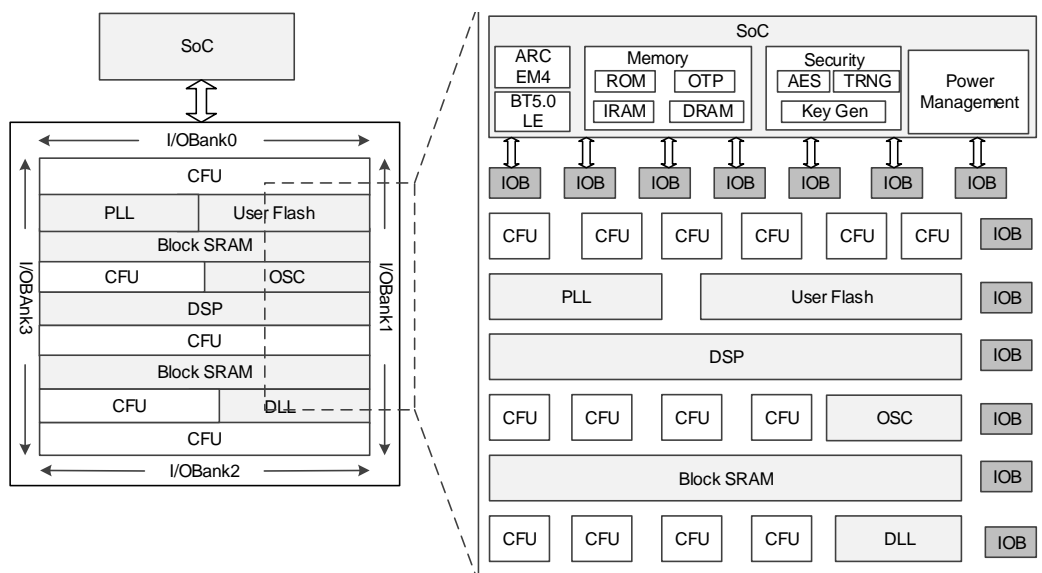 SoC
I/OBank0
CFU
PLL
User Flash
Block SRAM
CFU
OSC
DSP
CFU
Block SRAM
CFU
DLL
CFU
I/OBank2
I/OBAnk3
I/OBank1
SoC
ARC
EM4
BT5.0
LE
Memory
ROM
OTP
IRAM
DRAM
Security
AES
TRNG
Key Gen
Power
Management
IOB
IOB
IOB
IOB
IOB
IOB
IOB
CFU
CFU
CFU
CFU
CFU
CFU
IOB
PLL
User Flash
IOB
DSP
IOB
CFU
CFU
CFU
CFU
OSC
IOB
Block SRAM
IOB
CFU
CFU
CFU
CFU
DLL
IOB